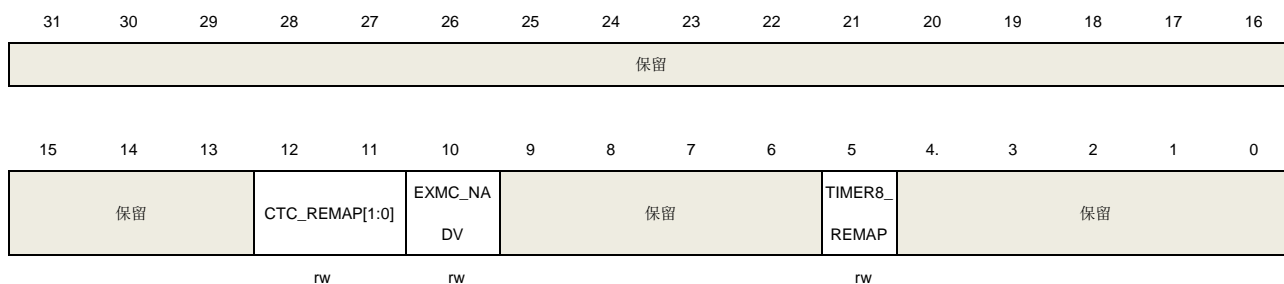 31 30 29 28 27 26 25 24 23 22 21 20 19 18 17 16
保留
15 14 13 12 11 10 9 8 7 6 5 4. 3 2 1 0
保留 CTC_REMAP[1:0] EXMC_NA 保留 TIMER8_ 保留
DV REMAP
rw rw rw